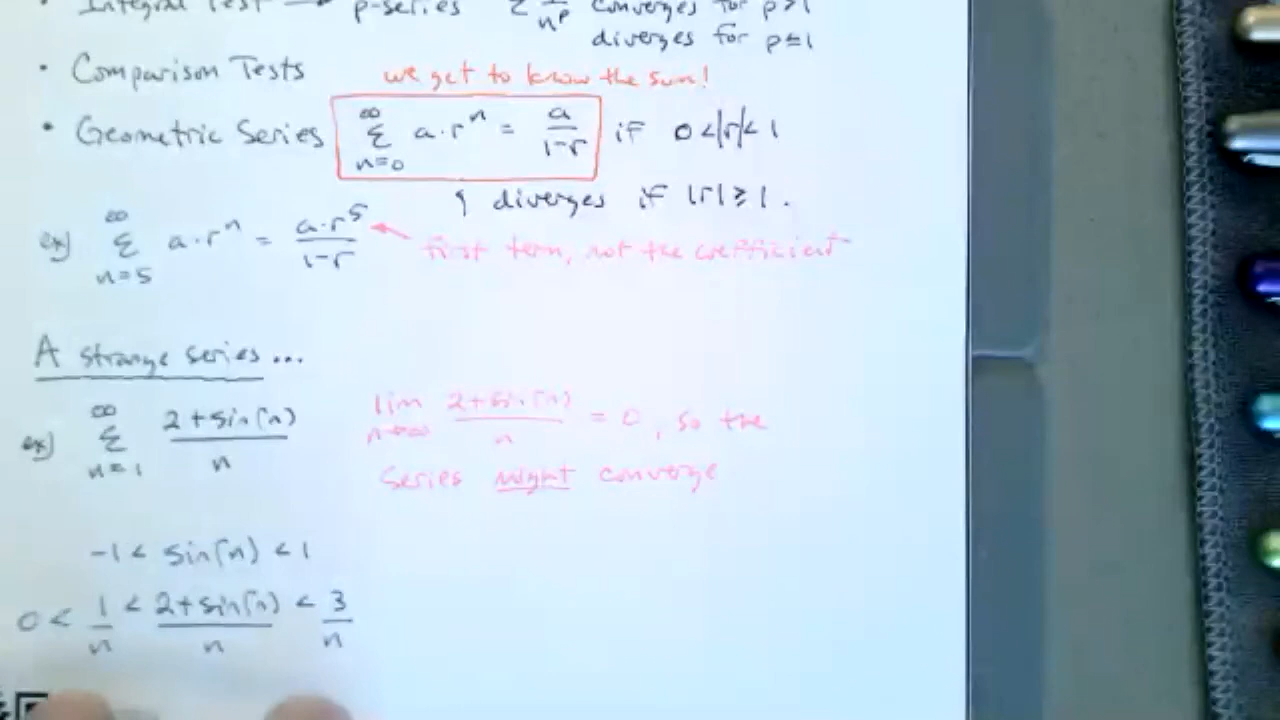 • Integral Test → p-series Σ 1/n^p converges for p>1
diverges for p≤1
• Comparison Tests we get to know the sum!
• Geometric Series ∞ Σ n=0 a·r^n = a/(1-r) if 0<|r|<1
& diverges if |r|≥1.
ex) ∞ Σ n=5 a·r^n = a·r^5/(1-r) ← first term, not the coefficient
A strange series...
ex) ∞ Σ n=1 (2+sin(n))/n lim n→∞ (2+sin(n))/n = 0, so the
series might converge
-1 < sin(n) < 1
0 < 1/n < (2+sin(n))/n < 3/n